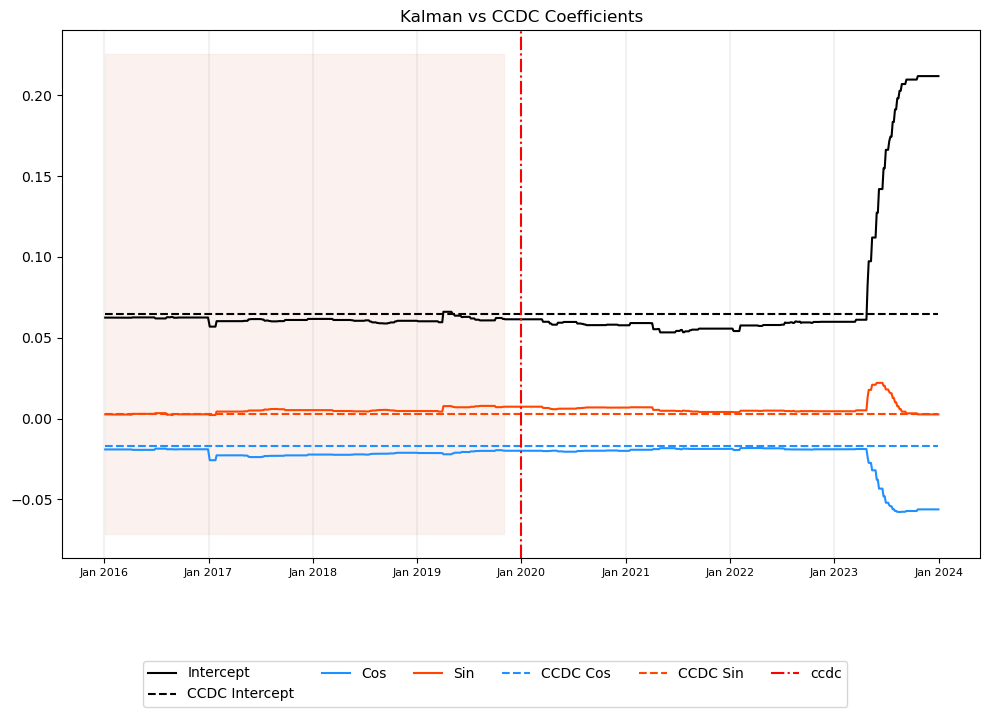 Kalman vs CCDC Coefficients
0.20
0.15
0.10
0.05
0.00
−0.05
Jan 2016 Jan 2017 Jan 2018 Jan 2019 Jan 2020 Jan 2021 Jan 2022 Jan 2023 Jan 2024
Intercept Cos Sin CCDC Cos CCDC Sin ccdc
CCDC Intercept